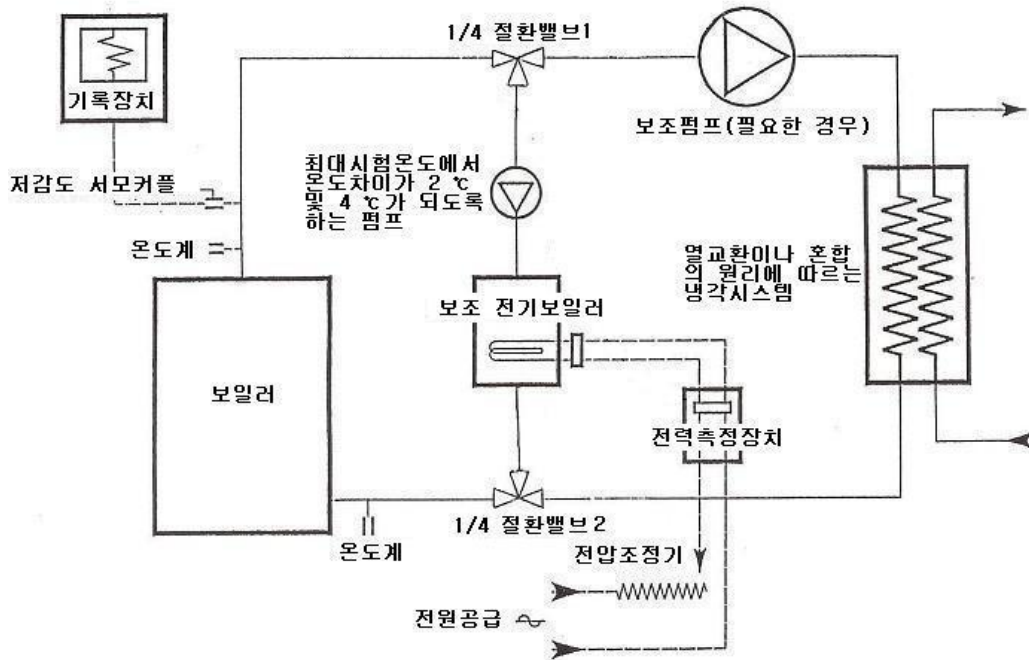 1/4 절환밸브1
기록장치
보조펌프(필요한 경우)
최대시험온도에서
온도차이가 2 ℃
및 4 ℃가 되도록
하는 펌프
저감도 서모커플
온도계
열교환이나 혼합
의 원리에 따르는
냉각시스템
보조 전기보일러
보일러
전력측정장치
1/4 절환밸브2
온도계
전압조정기
전원공급